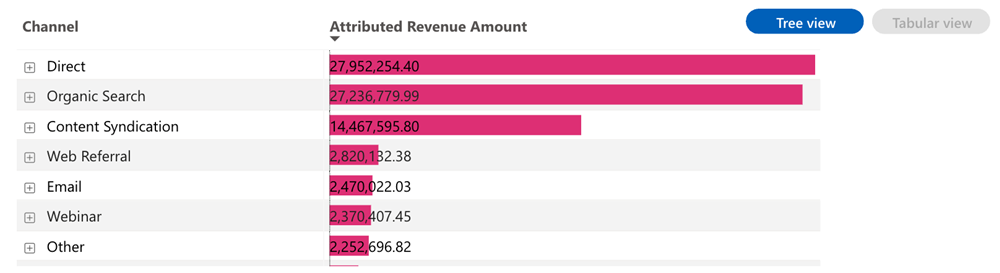 Channel Attributed Revenue Amount Tree view Tabular view
Direct 27,952,254.40
Organic Search 27,236,779.99
Content Syndication 14,467,595.80
Web Referral 2,820,132.38
Email 2,470,022.03
Webinar 2,370,407.45
Other 2,252,696.82